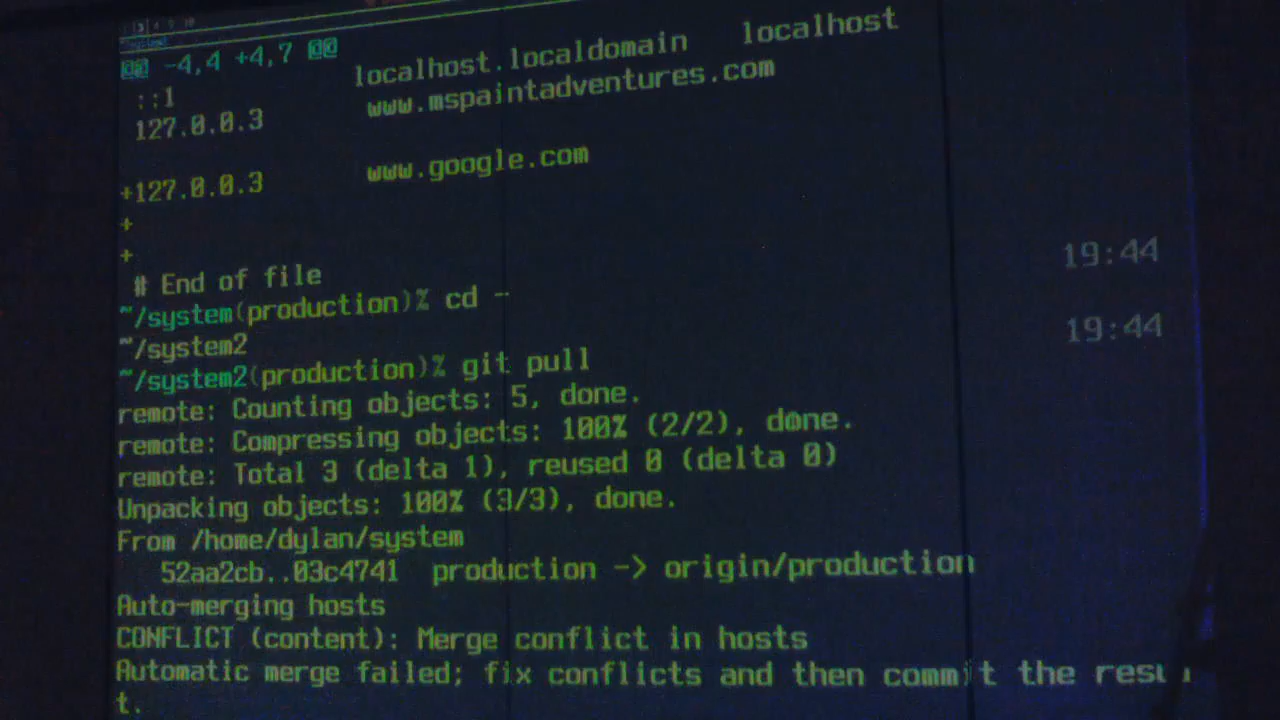 @@ -4,4 +4,7 @@
::1 localhost.localdomain localhost
127.0.0.3 www.mspaintadventures.com
+127.0.0.3 www.google.com
+
+
# End of file
~/system(production)% cd - 19:44
~/system2
~/system2(production)% git pull 19:44
remote: Counting objects: 5, done.
remote: Compressing objects: 100% (2/2), done.
remote: Total 3 (delta 1), reused 0 (delta 0)
Unpacking objects: 100% (3/3), done.
From /home/dylan/system
52aa2cb..03c4741 production -> origin/production
Auto-merging hosts
CONFLICT (content): Merge conflict in hosts
Automatic merge failed; fix conflicts and then commit the resul
t.